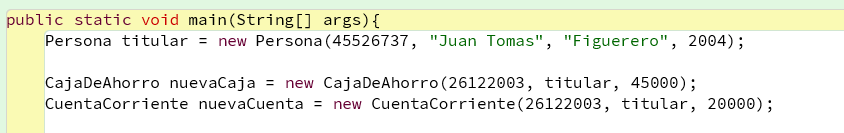 public static void main(String[] args){
Persona titular = new Persona(45526737, "Juan Tomas", "Figuerero", 2004);
CajaDeAhorro nuevaCaja = new CajaDeAhorro(26122003, titular, 45000);
CuentaCorriente nuevaCuenta = new CuentaCorriente(26122003, titular, 20000);